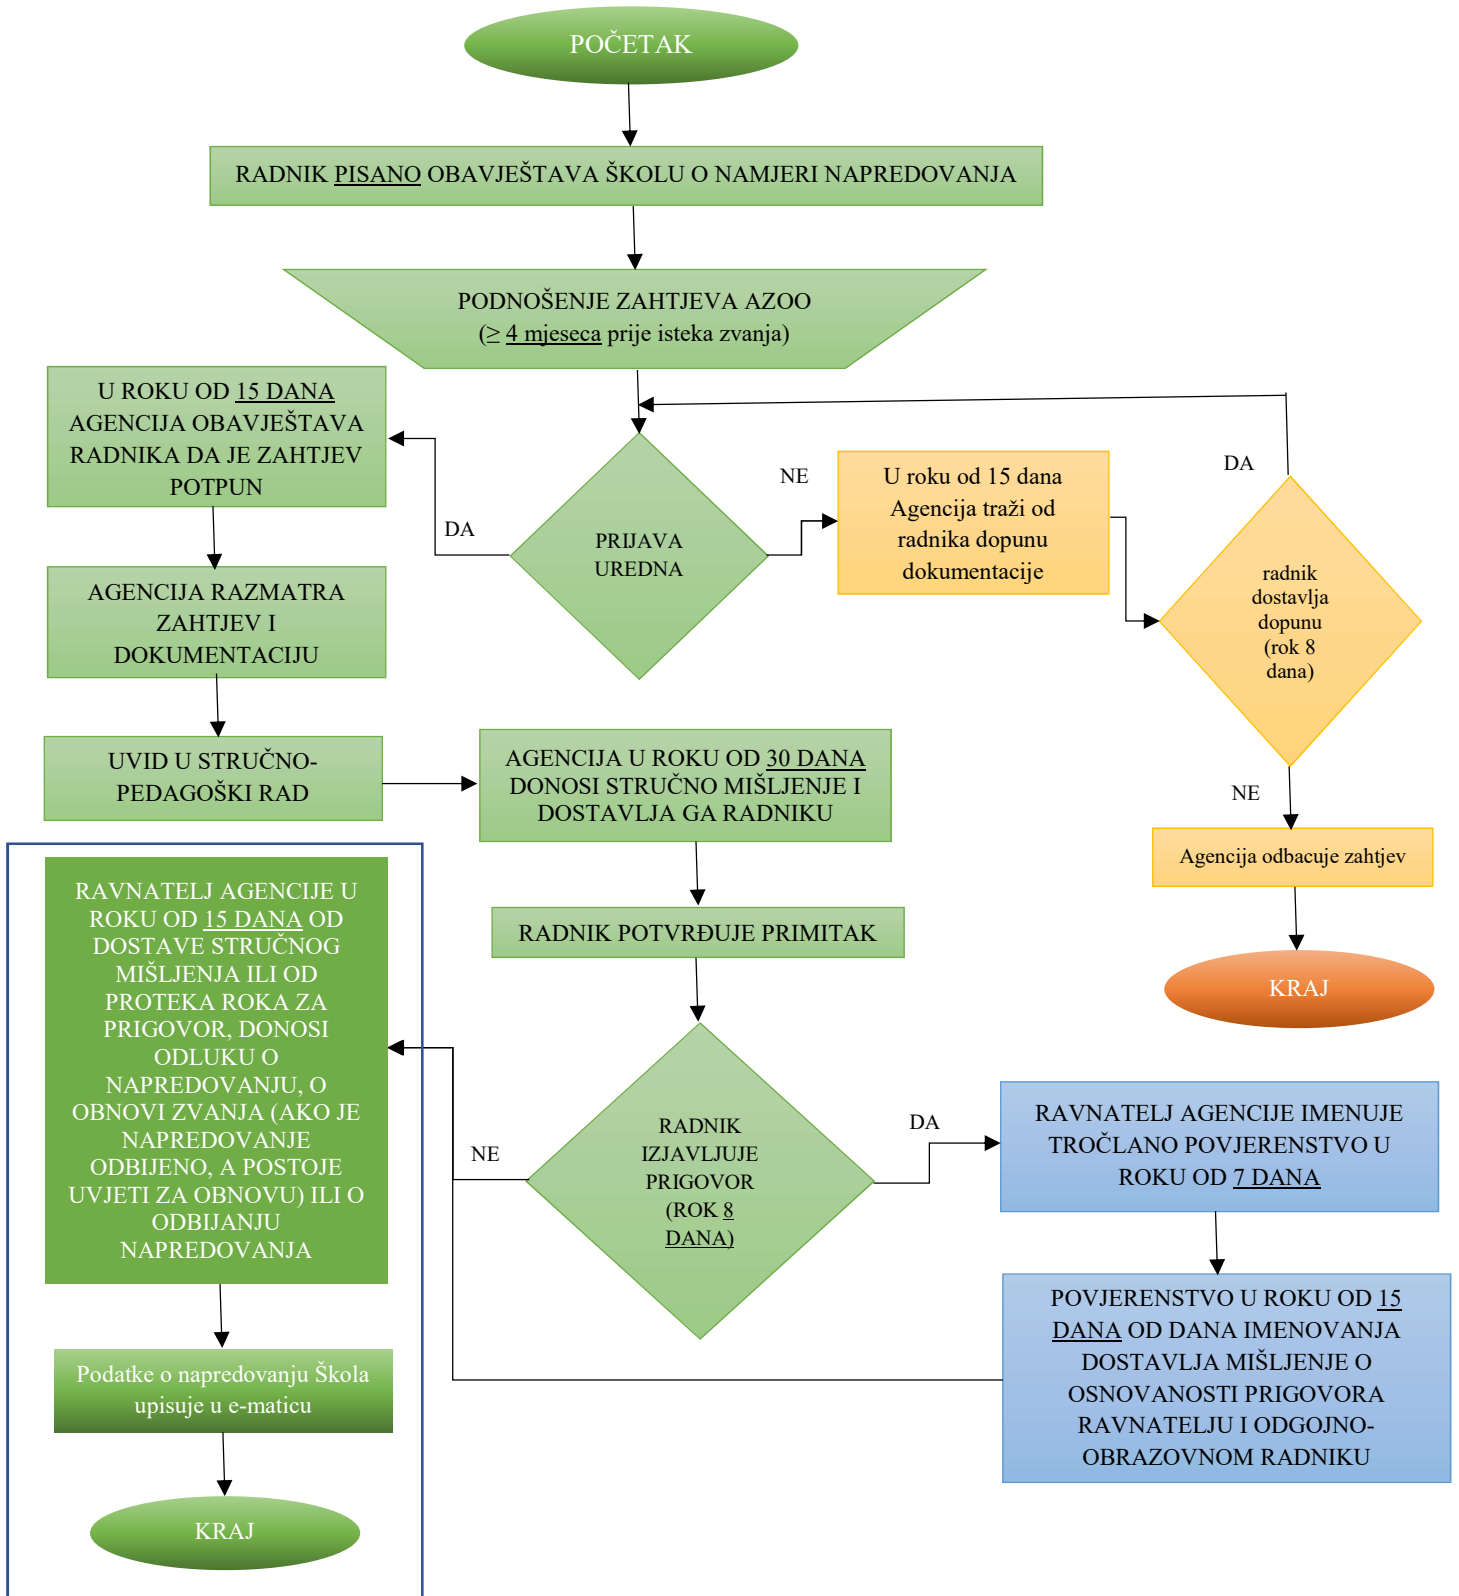 POČETAK
RADNIK PISANO OBAVJEŠTAVA ŠKOLU O NAMJERI NAPREDOVANJA
PODNOŠENJE ZAHTJEVA AZOO
(≥ 4 mjeseca prije isteka zvanja)
U ROKU OD 15 DANA
AGENCIJA OBAVJEŠTAVA
RADNIKA DA JE ZAHTJEV
POTPUN
DA
PRIJAVA
UREDNA
NE
U roku od 15 dana
Agencija traži od
radnika dopunu
dokumentacije
DA
radnik
dostavlja
dopunu
(rok 8
dana)
NE
Agencija odbacuje zahtjev
KRAJ
AGENCIJA RAZMATRA
ZAHTJEV I
DOKUMENTACIJU
UVID U STRUČNO-
PEDAGOŠKI RAD
AGENCIJA U ROKU OD 30 DANA
DONOSI STRUČNO MIŠLJENJE I
DOSTAVLJA GA RADNIKU
RADNIK POTVRĐUJE PRIMITAK
RADNIK
IZJAVLJUJE
PRIGOVOR
(ROK 8
DANA)
NE
DA
RAVNATELJ AGENCIJE IMENUJE
TROČLANO POVJERENSTVO U
ROKU OD 7 DANA
POVJERENSTVO U ROKU OD 15
DANA OD DANA IMENOVANJA
DOSTAVLJA MIŠLJENJE O
OSNOVANOSTI PRIGOVORA
RAVNATELJU I ODGOJNO-
OBRAZOVNOM RADNIKU
RAVNATELJ AGENCIJE U
ROKU OD 15 DANA OD
DOSTAVE STRUČNOG
MIŠLJENJA ILI OD
PROTEKA ROKA ZA
PRIGOVOR, DONOSI
ODLUKU O
NAPREDOVANJU, O
OBNOVI ZVANJA (AKO JE
NAPREDOVANJE
ODBIJENO, A POSTOJE
UVJETI ZA OBNOVU) ILI O
ODBIJANJU
NAPREDOVANJA
Podatke o napredovanju Škola
upisuje u e-maticu
KRAJ